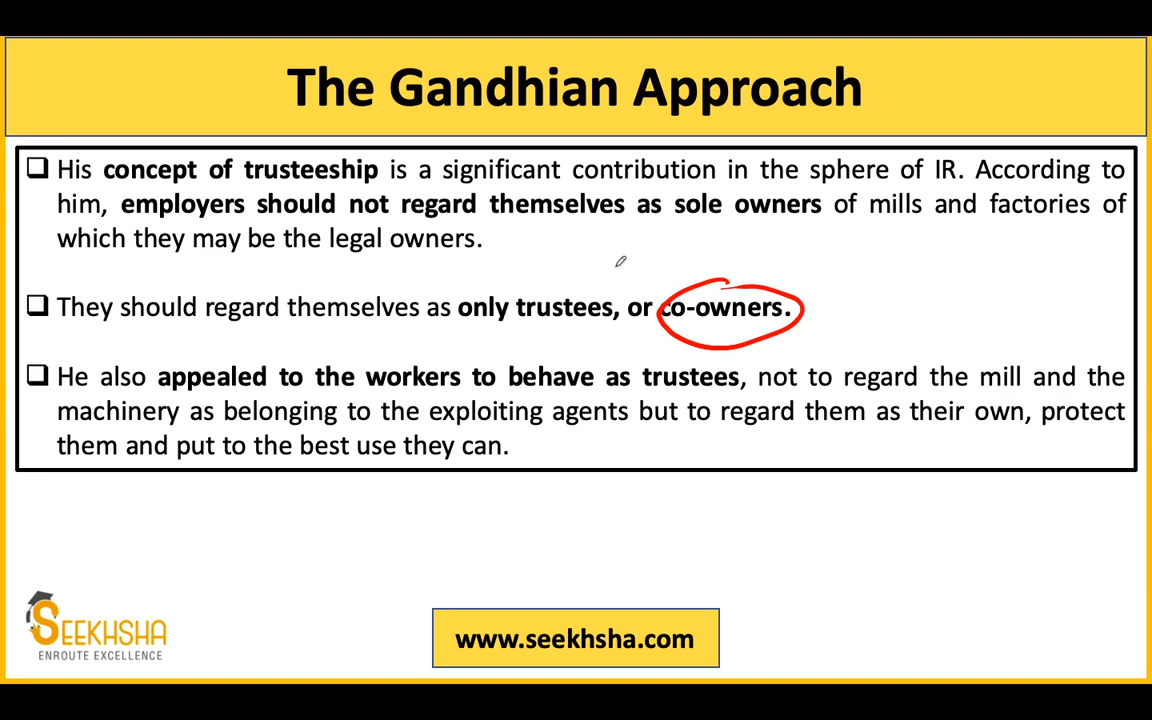 The Gandhian Approach
❑ His concept of trusteeship is a significant contribution in the sphere of IR. According to
him, employers should not regard themselves as sole owners of mills and factories of
which they may be the legal owners.
❑ They should regard themselves as only trustees, or co-owners.
❑ He also appealed to the workers to behave as trustees, not to regard the mill and the
machinery as belonging to the exploiting agents but to regard them as their own, protect
them and put to the best use they can.
SEEKHSHA
ENROUTE EXCELLENCE
www.seekhsha.com